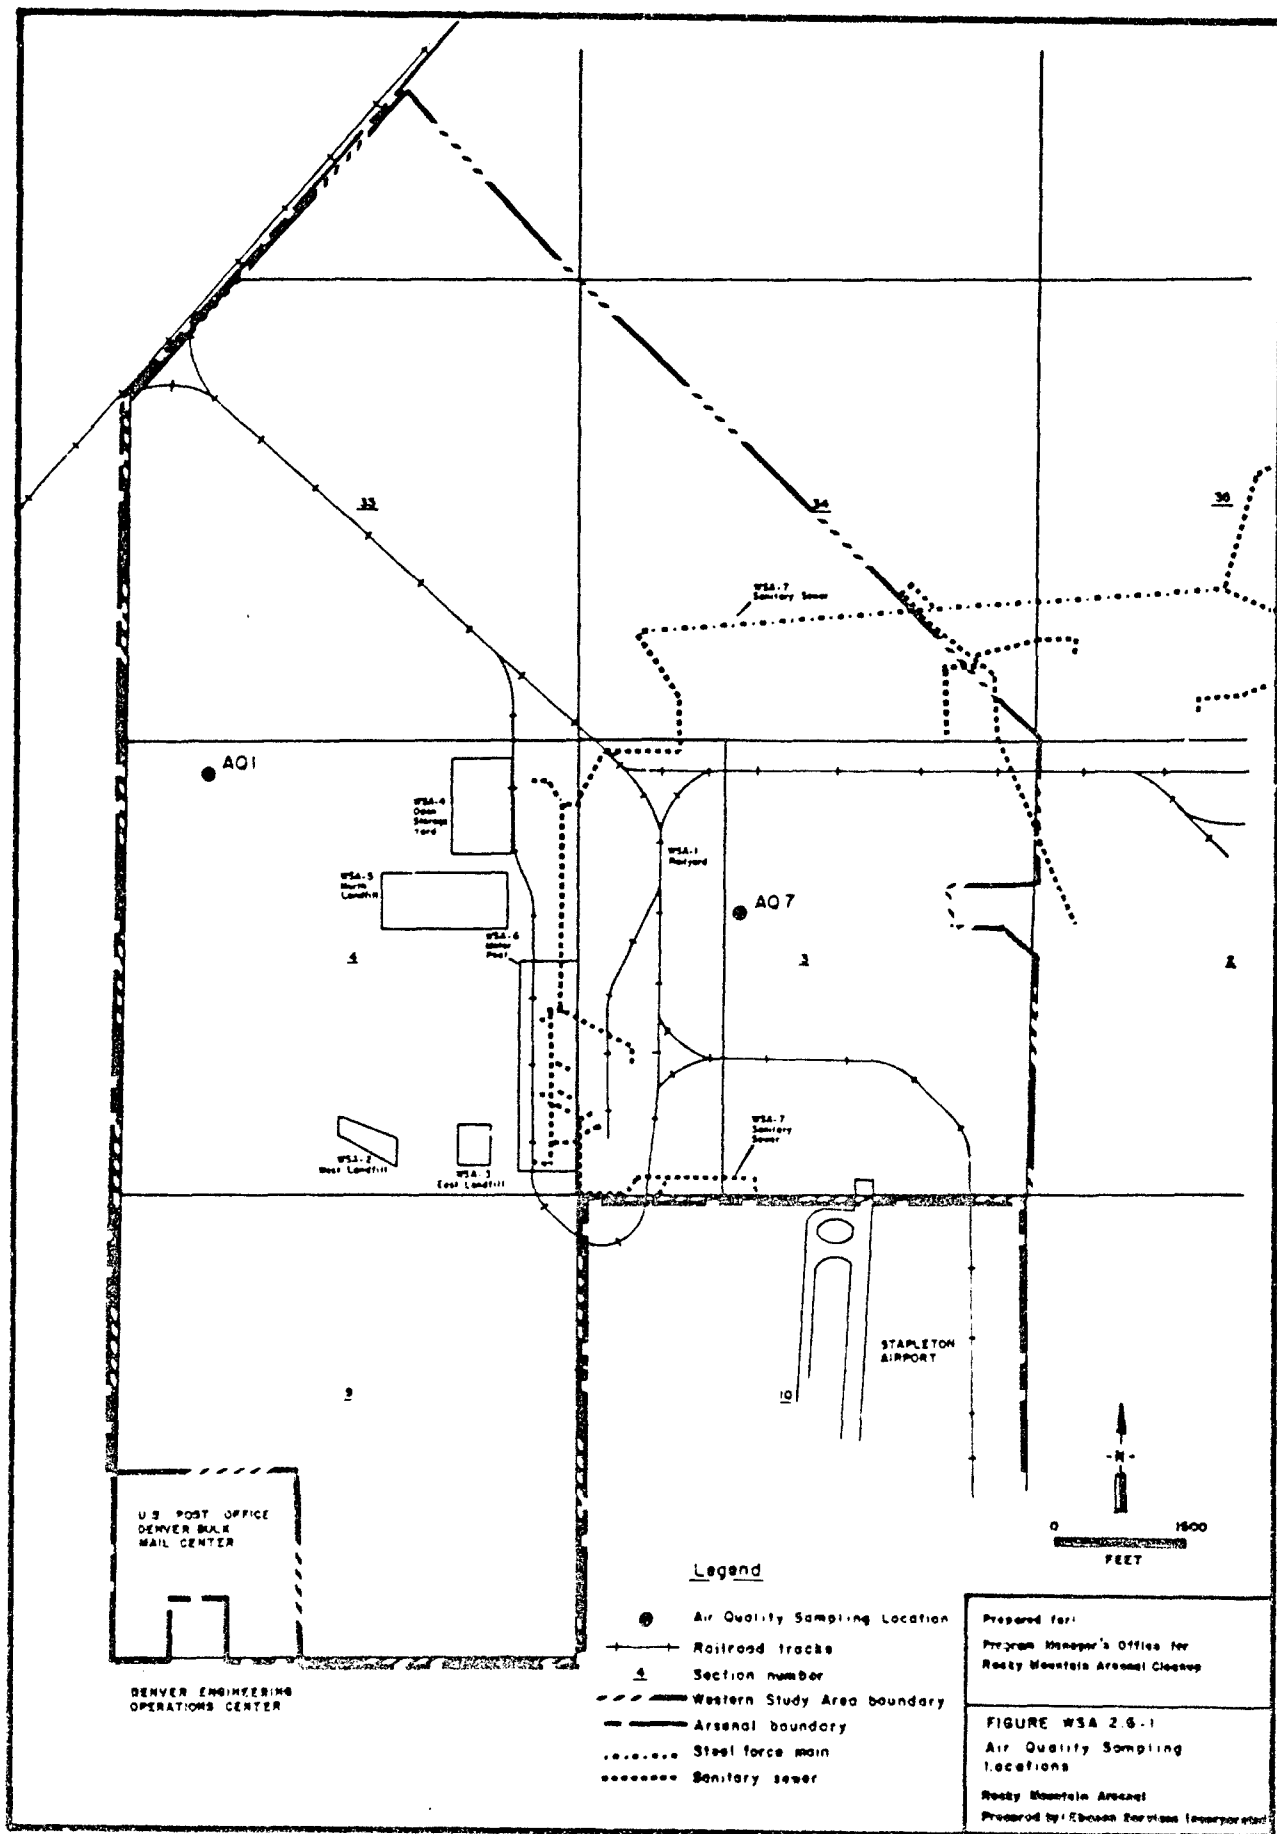 33
34
36
WSA-7
Sanitary Sewer
AQ1
WSA-4
Open
Storage
Yard
WSA-1
Railyard
WSA-5
North
Landfill
AQ7
WSA-6
Motor
Pool
4
3
2
WSA-7
Sanitary
Sewer
WSA-2
West Landfill
WSA-3
East Landfill
STAPLETON
AIRPORT
9
10
N
0 1500
FEET
U.S. POST OFFICE
DENVER BULK
MAIL CENTER
DENVER ENGINEERING
OPERATIONS CENTER
Legend
Air Quality Sampling Location
Railroad tracks
4 Section number
Western Study Area boundary
Arsenal boundary
Steel force main
Sanitary sewer
Prepared for:
Program Manager's Office for
Rocky Mountain Arsenal Cleanup
FIGURE WSA 2.6-1
Air Quality Sampling
Locations
Rocky Mountain Arsenal
Prepared by: Ebasco Services Incorporated